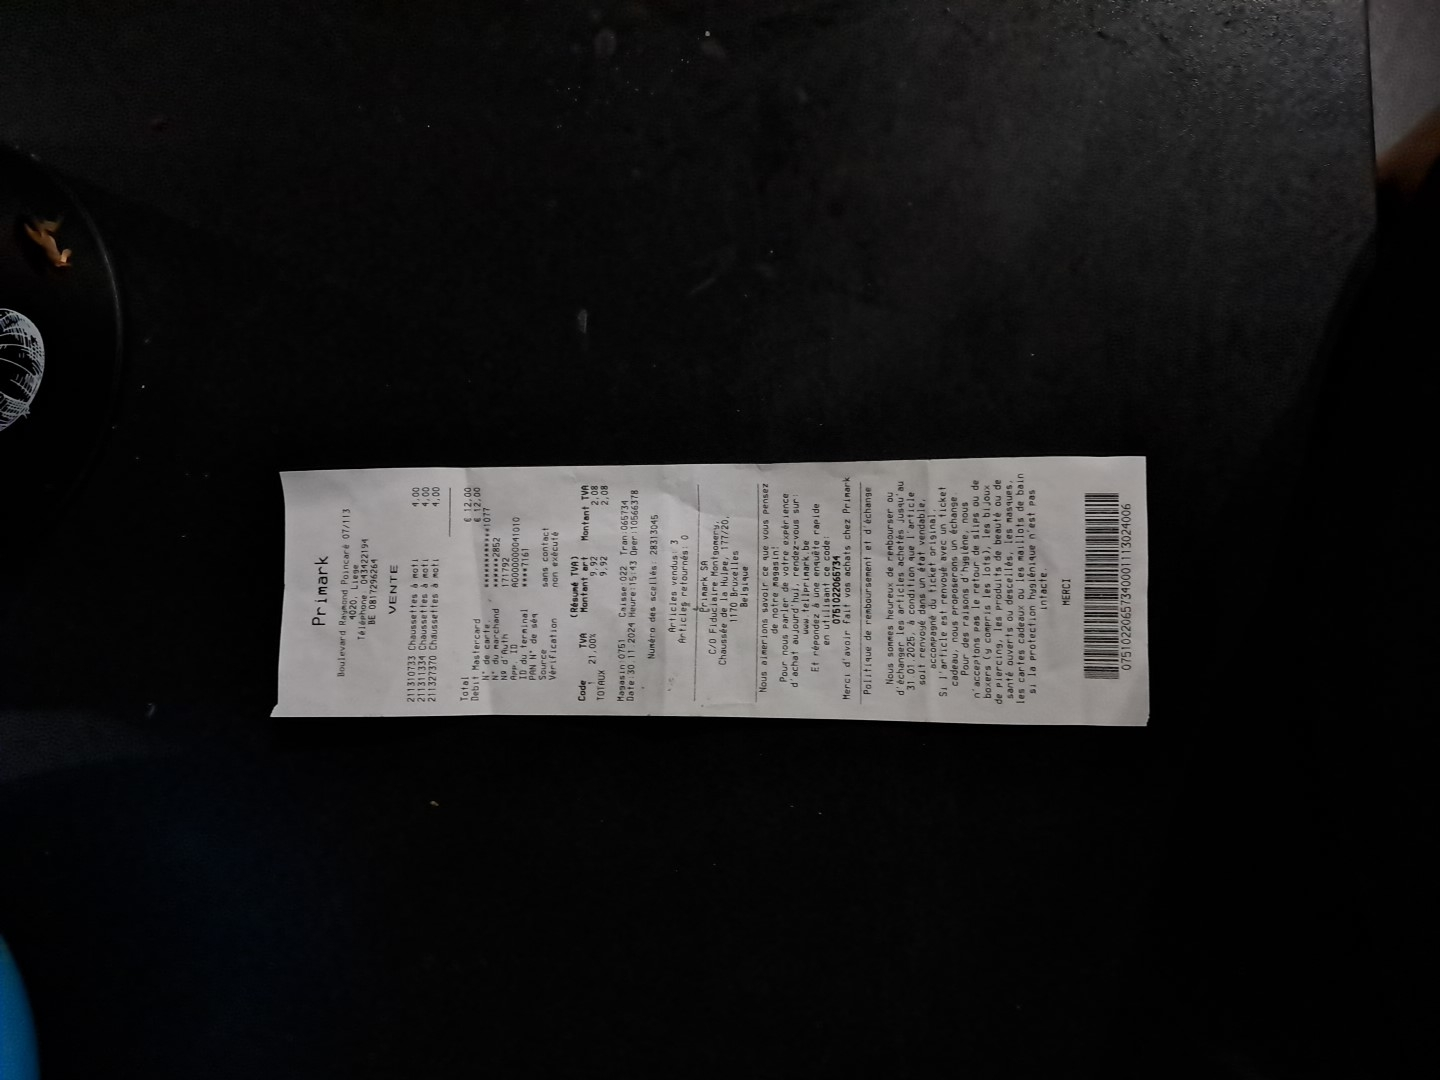 Primark
Boulevard Raymond Poincaré 07/113
4020, Liege
Téléphone 043422194
BE 0817296264
VENTE
211310733 Chaussettes à moti 4,00
211311334 Chaussettes à moti 4,00
211327370 Chaussettes à moti 4,00
Total € 12,00
Debit Mastercard € 12,00
N° de carte ************1077
N° du marchand *******2852
Nº d'Auth 171792
App. ID A0000000041010
ID du terminal ****7161
PAN N° de séq
Source sans contact
Vérification non exécuté
(Résumé TVA)
Code TVA Montant art Montant TVA
1 21.00% 9,92 2,08
TOTAUX 9,92 2,08
Magasin:0751 Caisse:022 Tran:065734
Date:30.11.2024 Heure:15:43 Oper:10566378
Numéro des scellés: 28313045
Articles vendus: 3
Articles retournés: 0
Primark SA
C/O Fiduciaire Montgomery,
Chaussée de la Hulpe, 177/20,
1170 Bruxelles
Belgique
Nous aimerions savoir ce que vous pensez
de notre magasin!
Pour nous parler de votre expérience
d'achat aujourd'hui, rendez-vous sur:
www.tellprimark.be
Et répondez à une enquête rapide
en utilisant ce code:
0751022065734
Merci d'avoir fait vos achats chez Primark
Politique de remboursement et d'échange
Nous sommes heureux de rembourser ou
d'échanger les articles achetés jusqu'au
31.01.2025, à condition que l'article
soit renvoyé dans un état vendable,
accompagné du ticket original.
Si l'article est renvoyé avec un ticket
cadeau, nous proposerons un échange.
Pour des raisons d'hygiène, nous
n'acceptons pas le retour de slips ou de
boxers (y compris les lots), les bijoux
de piercing, les produits de beauté ou de
santé ouverts ou descellés, les masques,
les cartes cadeaux ou les maillots de bain
si la protection hygiénique n'est pas
intacte.
MERCI
07510220657340001113024006